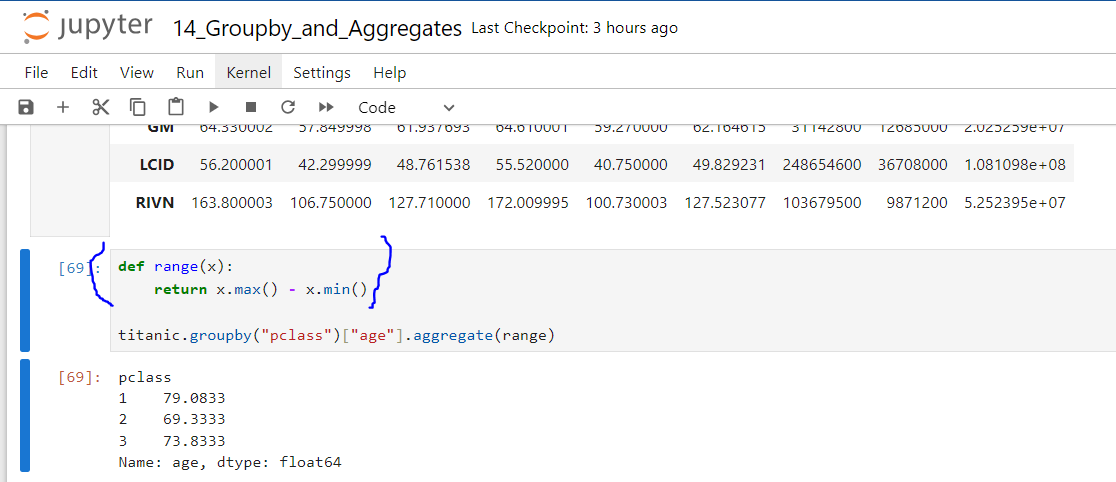 jupyter 14_Groupby_and_Aggregates Last Checkpoint: 3 hours ago
File Edit View Run Kernel Settings Help
Code
GM 64.330002 57.849998 61.937693 64.610001 59.270000 62.164615 31142800 12685000 2.025259e+07
LCID 56.200001 42.299999 48.761538 55.520000 40.750000 49.829231 248654600 36708000 1.081098e+08
RIVN 163.800003 106.750000 127.710000 172.009995 100.730003 127.523077 103679500 9871200 5.252395e+07
[69]: def range(x):
return x.max() - x.min()
titanic.groupby("pclass")["age"].aggregate(range)
[69]: pclass
1 79.0833
2 69.3333
3 73.8333
Name: age, dtype: float64